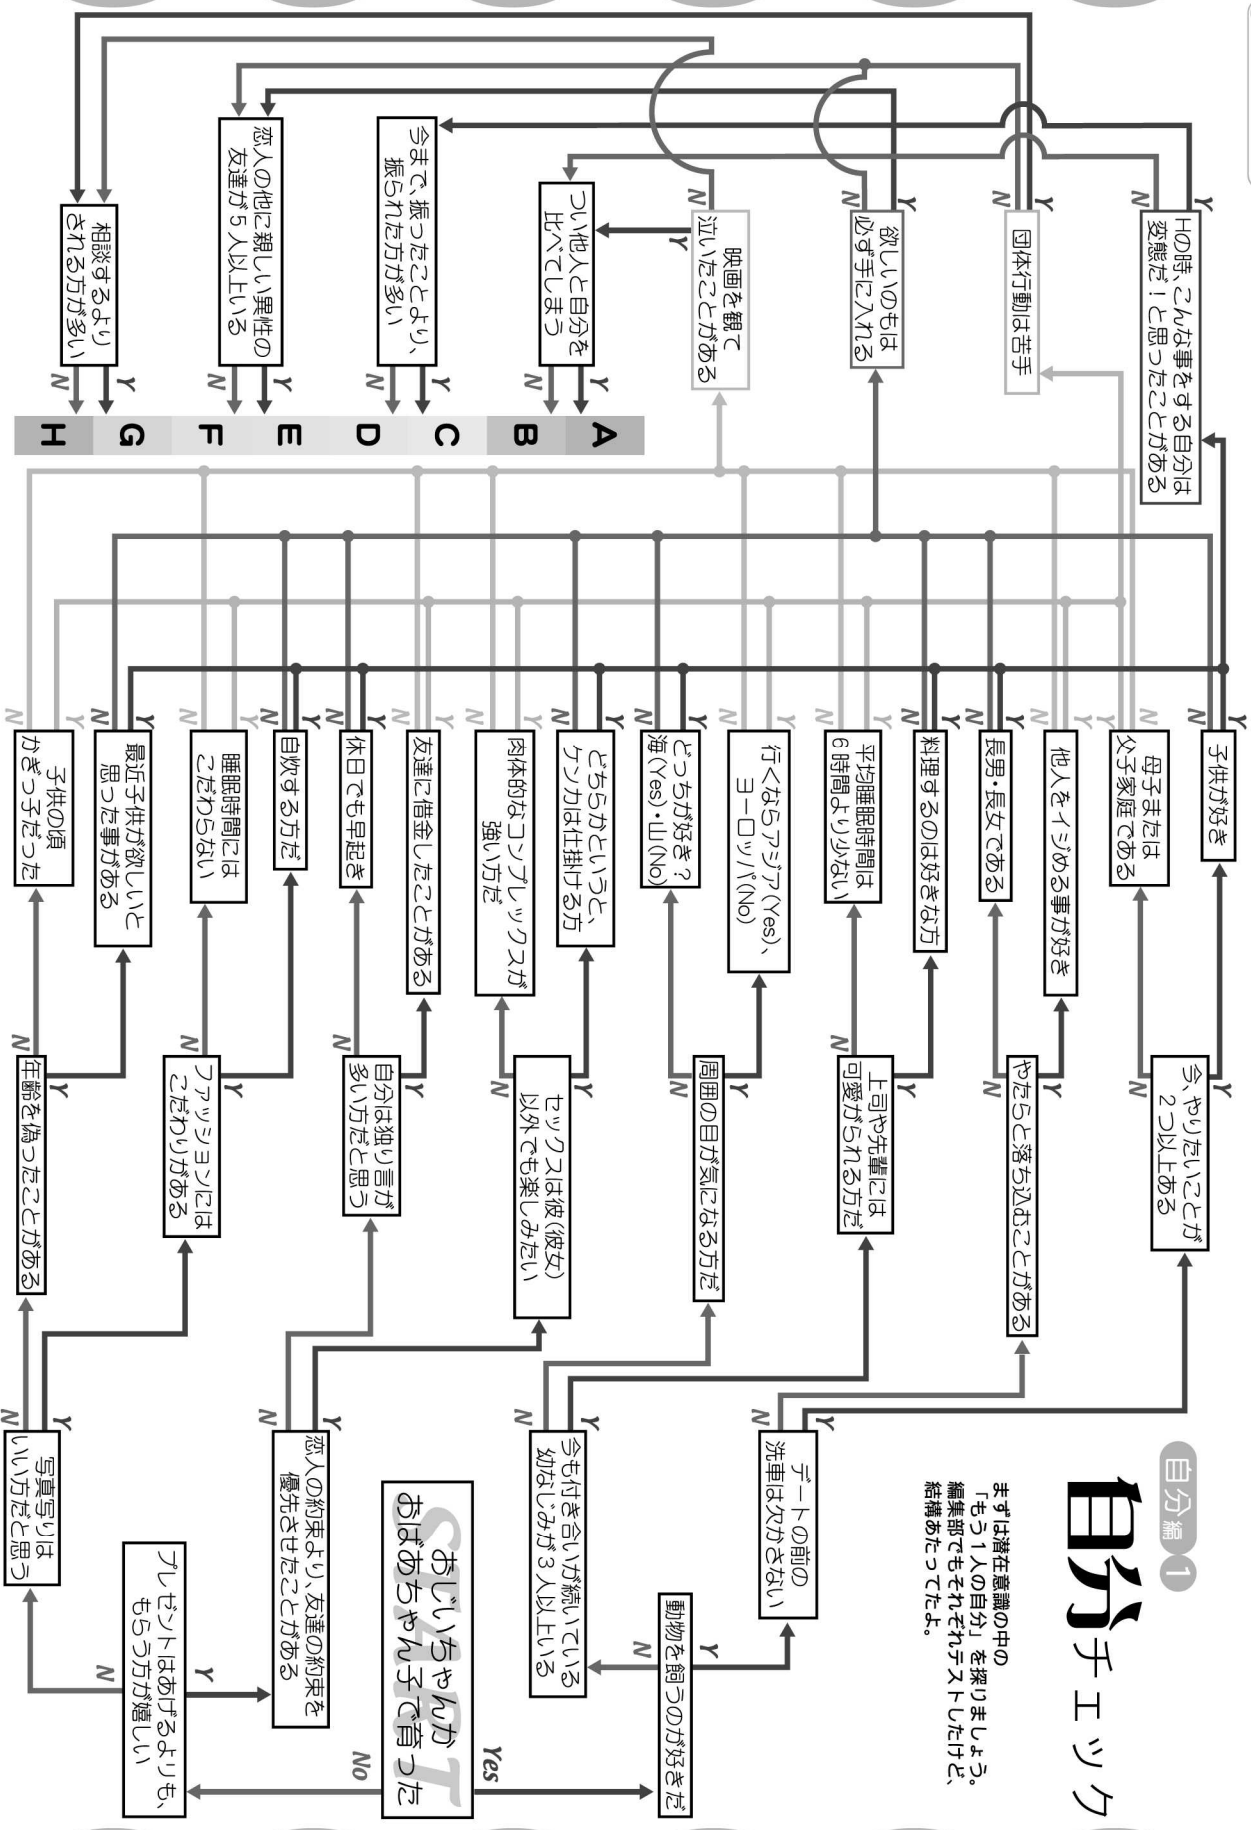 自分編 1
自分チェック
まずは潜在意識の中の
「もう1人の自分」を探りましょう。
編集部でもそれぞれテストしたけど、
結構あたってたよ。
START
おじいちゃんか
おばあちゃん子で育った
Yes
No
動物を飼うのが好きだ
Y
N
プレゼントはあげるよりも、
もらう方が嬉しい
Y
N
デートの前の
洗車は欠かさない
Y
N
今も付き合いが続いている
幼なじみが3人以上いる
Y
N
恋人の約束より、友達の約束を
優先させたことがある
Y
N
写真写りは
いい方だと思う
Y
N
今、やりたいことが
2つ以上ある
Y
N
やたらと落ち込むことがある
Y
N
上司や先輩には
可愛がられる方だ
Y
N
周囲の目が気になる方だ
Y
N
セックスは彼(彼女)
以外でも楽しみたい
Y
N
自分は独り言が
多い方だと思う
Y
N
ファッションには
こだわりがある
Y
N
年齢を偽ったことがある
Y
N
子供が好き
Y
N
母子または
父子家庭である
Y
N
他人をイジめる事が好き
Y
N
長男・長女である
Y
N
料理するのは好きな方
Y
N
平均睡眠時間は
6時間より少ない
Y
N
行くならアジア(Yes)、
ヨーロッパ(No)
Y
N
どっちが好き?
海(Yes)・山(No)
Y
N
どちらかというと、
ケンカは仕掛ける方
Y
N
肉体的なコンプレックスが
強い方だ
Y
N
友達に借金したことがある
Y
N
休日でも早起き
Y
N
自炊する方だ
Y
N
睡眠時間には
こだわらない
Y
N
最近子供が欲しいと
思った事がある
Y
N
子供の頃
かぎっ子だった
Y
N
Hの時、こんな事をする自分は
変態だ!と思ったことがある
Y
N
団体行動は苦手
Y
N
欲しいのもは
必ず手に入れる
Y
N
映画を観て
泣いたことがある
Y
N
つい他人と自分を
比べてしまう
Y
N
今まで、振ったことより、
振られた方が多い
Y
N
恋人の他に親しい異性の
友達が5人以上いる
Y
N
相談するより
される方が多い
Y
N
A
B
C
D
E
F
G
H